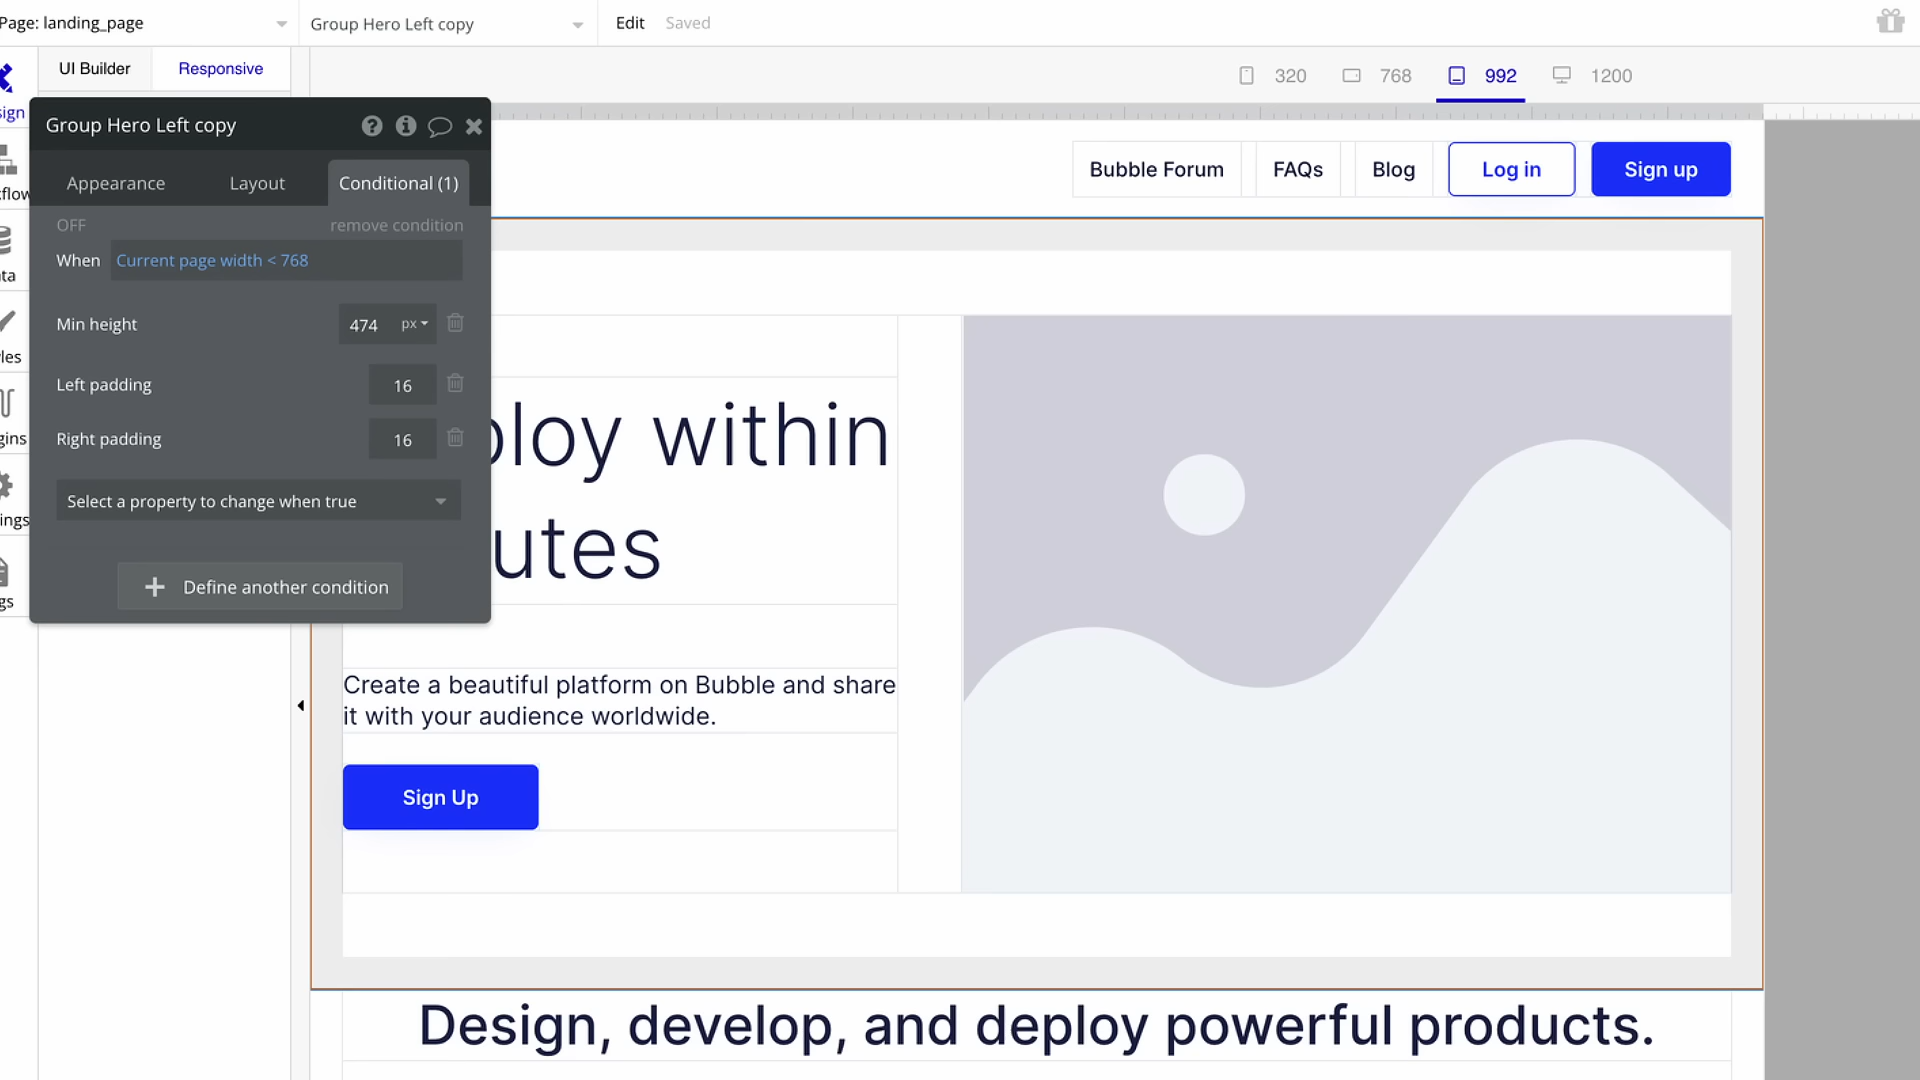 Page: landing_page
Group Hero Left copy
Edit
Saved
UI Builder
Responsive
320
768
992
1200
Group Hero Left copy
Appearance
Layout
Conditional (1)
OFF
remove condition
When
Current page width < 768
Min height
474
px
Left padding
16
Right padding
16
Select a property to change when true
Define another condition
Bubble Forum
FAQs
Blog
Log in
Sign up
ploy within
utes
Create a beautiful platform on Bubble and share
it with your audience worldwide.
Sign Up
Design, develop, and deploy powerful products.